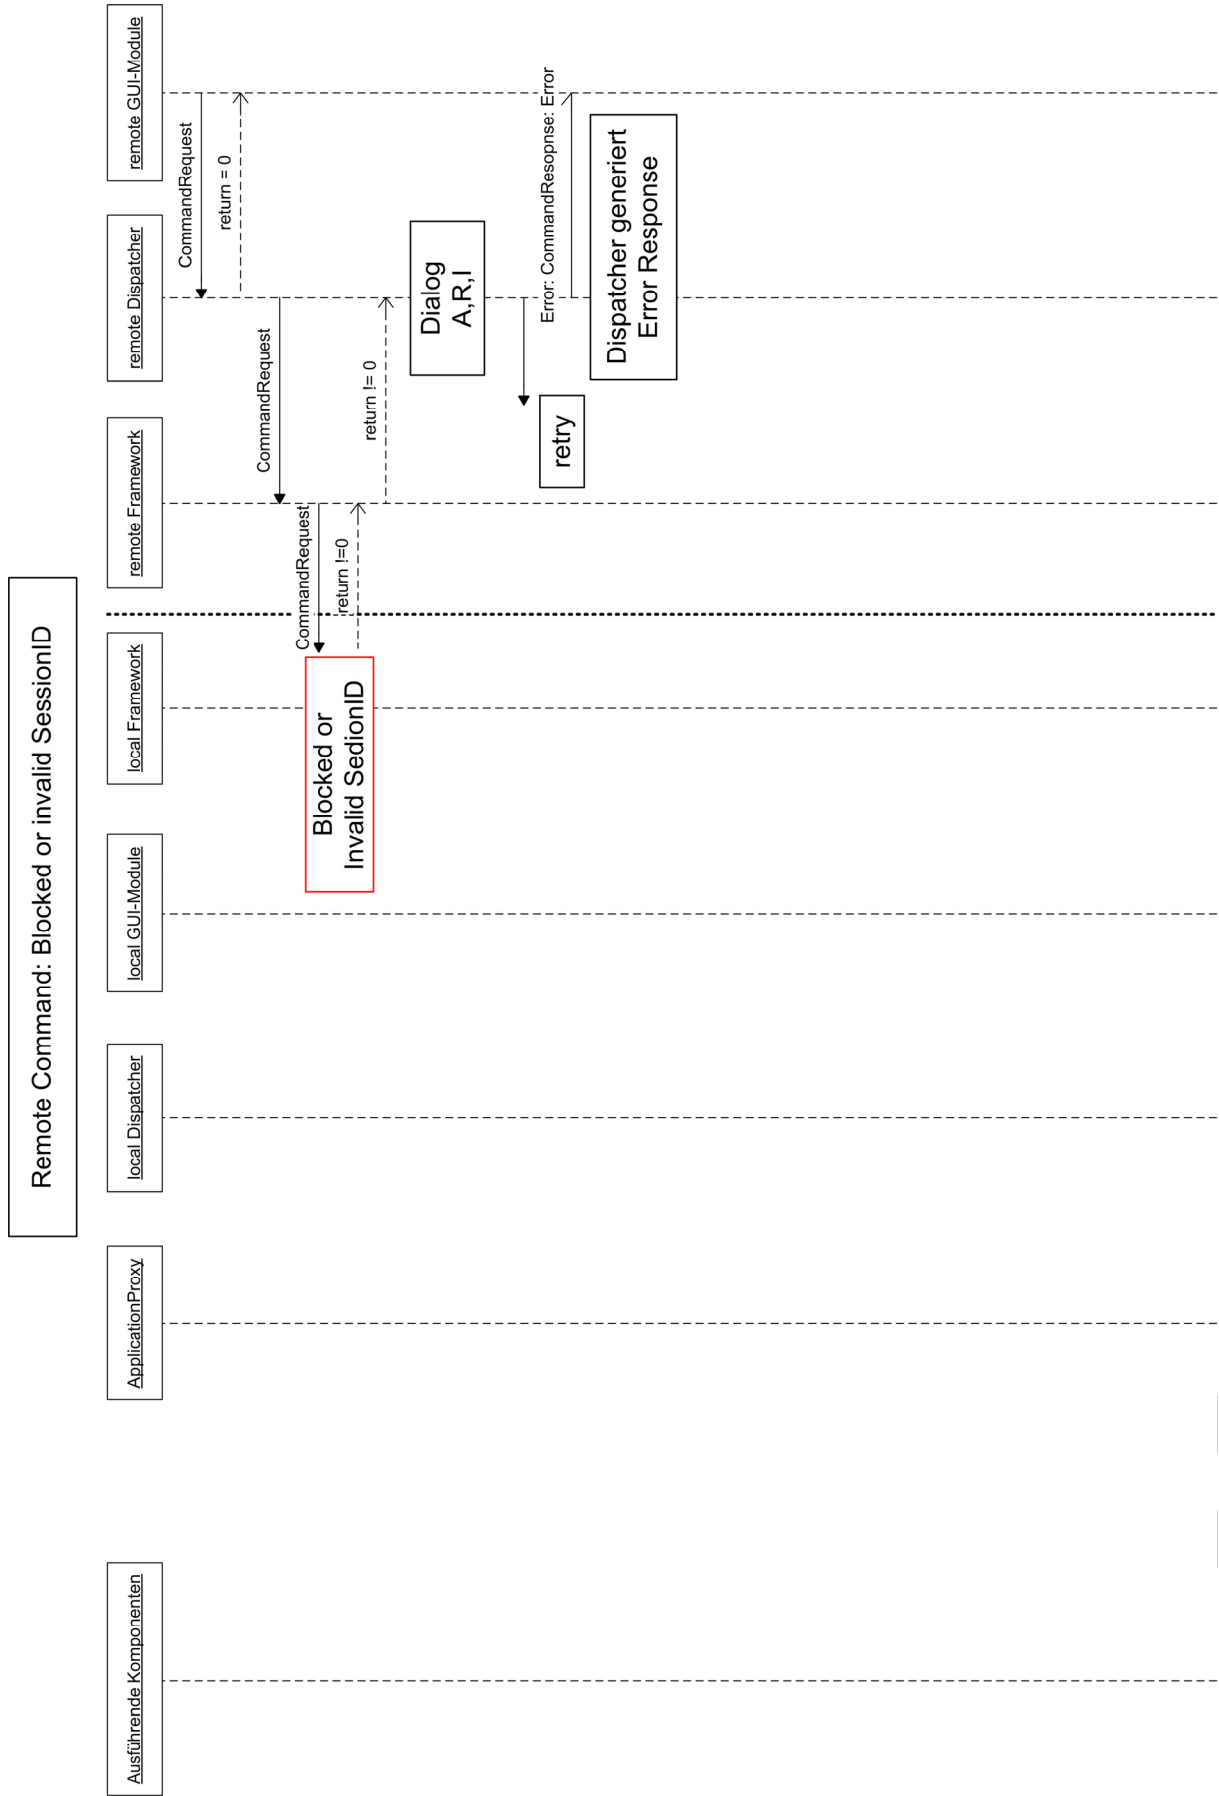 Remote Command: Blocked or invalid SessionID
Ausführende Komponenten
ApplicationProxy
local Dispatcher
local GUI-Module
local Framework
remote Framework
remote Dispatcher
remote GUI-Module
CommandRequest
return = 0
CommandRequest
CommandRequest
return !=0
Blocked or
Invalid SedionID
return != 0
Dialog
A,R,I
retry
Error: CommandResopnse: Error
Dispatcher generiert
Error Response